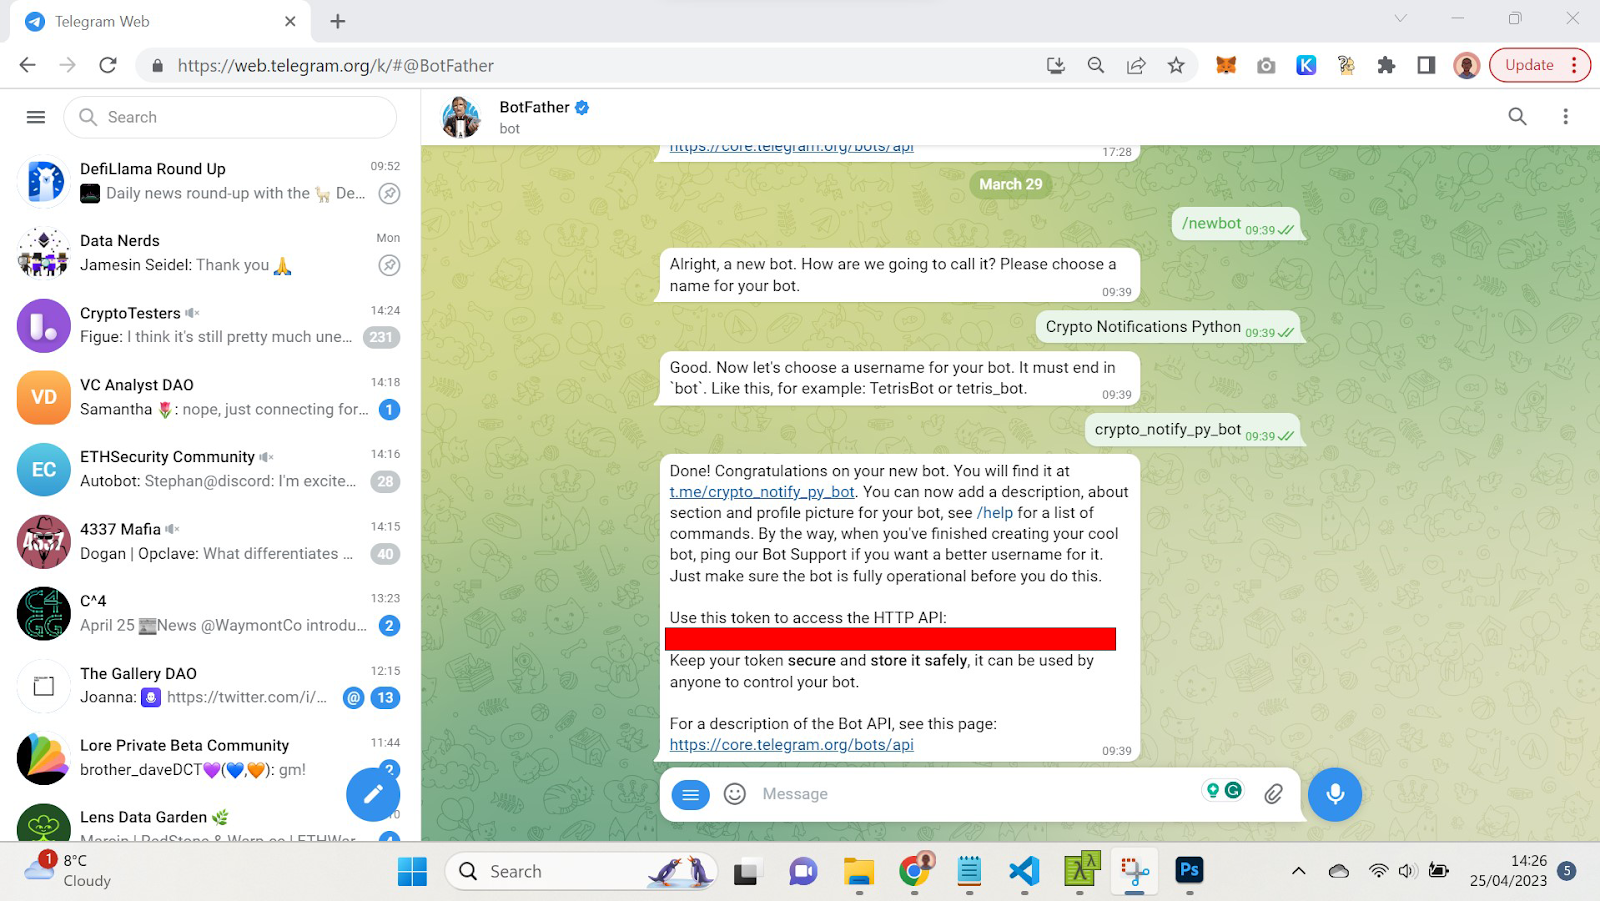 Telegram Web
https://web.telegram.org/k/#@BotFather
Update
Search
DefiLlama Round Up
09:52
Daily news round-up with the De...
Data Nerds
Mon
Jamesin Seidel: Thank you 🙏
CryptoTesters
14:24
Figue: I think it's still pretty much une...
231
VD
VC Analyst DAO
14:18
Samantha 🌷: nope, just connecting for...
1
EC
ETHSecurity Community
14:16
Autobot: Stephan@discord: I'm excite...
28
4337 Mafia
14:15
Dogan | Opclave: What differentiates ...
40
C^4
13:23
April 25 📰News @WaymontCo introdu...
2
The Gallery DAO
12:15
Joanna: https://twitter.com/i/...
@
13
Lore Private Beta Community
11:44
brother_daveDCT💜(💙,🧡): gm!
Lens Data Garden 🌿
BotFather
bot
https://core.telegram.org/bots/api
17:28
March 29
/newbot 09:39
Alright, a new bot. How are we going to call it? Please choose a
name for your bot.
09:39
Crypto Notifications Python 09:39
Good. Now let's choose a username for your bot. It must end in
`bot`. Like this, for example: TetrisBot or tetris_bot.
09:39
crypto_notify_py_bot 09:39
Done! Congratulations on your new bot. You will find it at
t.me/crypto_notify_py_bot. You can now add a description, about
section and profile picture for your bot, see /help for a list of
commands. By the way, when you've finished creating your cool
bot, ping our Bot Support if you want a better username for it.
Just make sure the bot is fully operational before you do this.
Use this token to access the HTTP API:
Keep your token secure and store it safely, it can be used by
anyone to control your bot.
For a description of the Bot API, see this page:
https://core.telegram.org/bots/api
09:39
Message
1
8°C
Cloudy
Search
Ps
14:26
25/04/2023
5